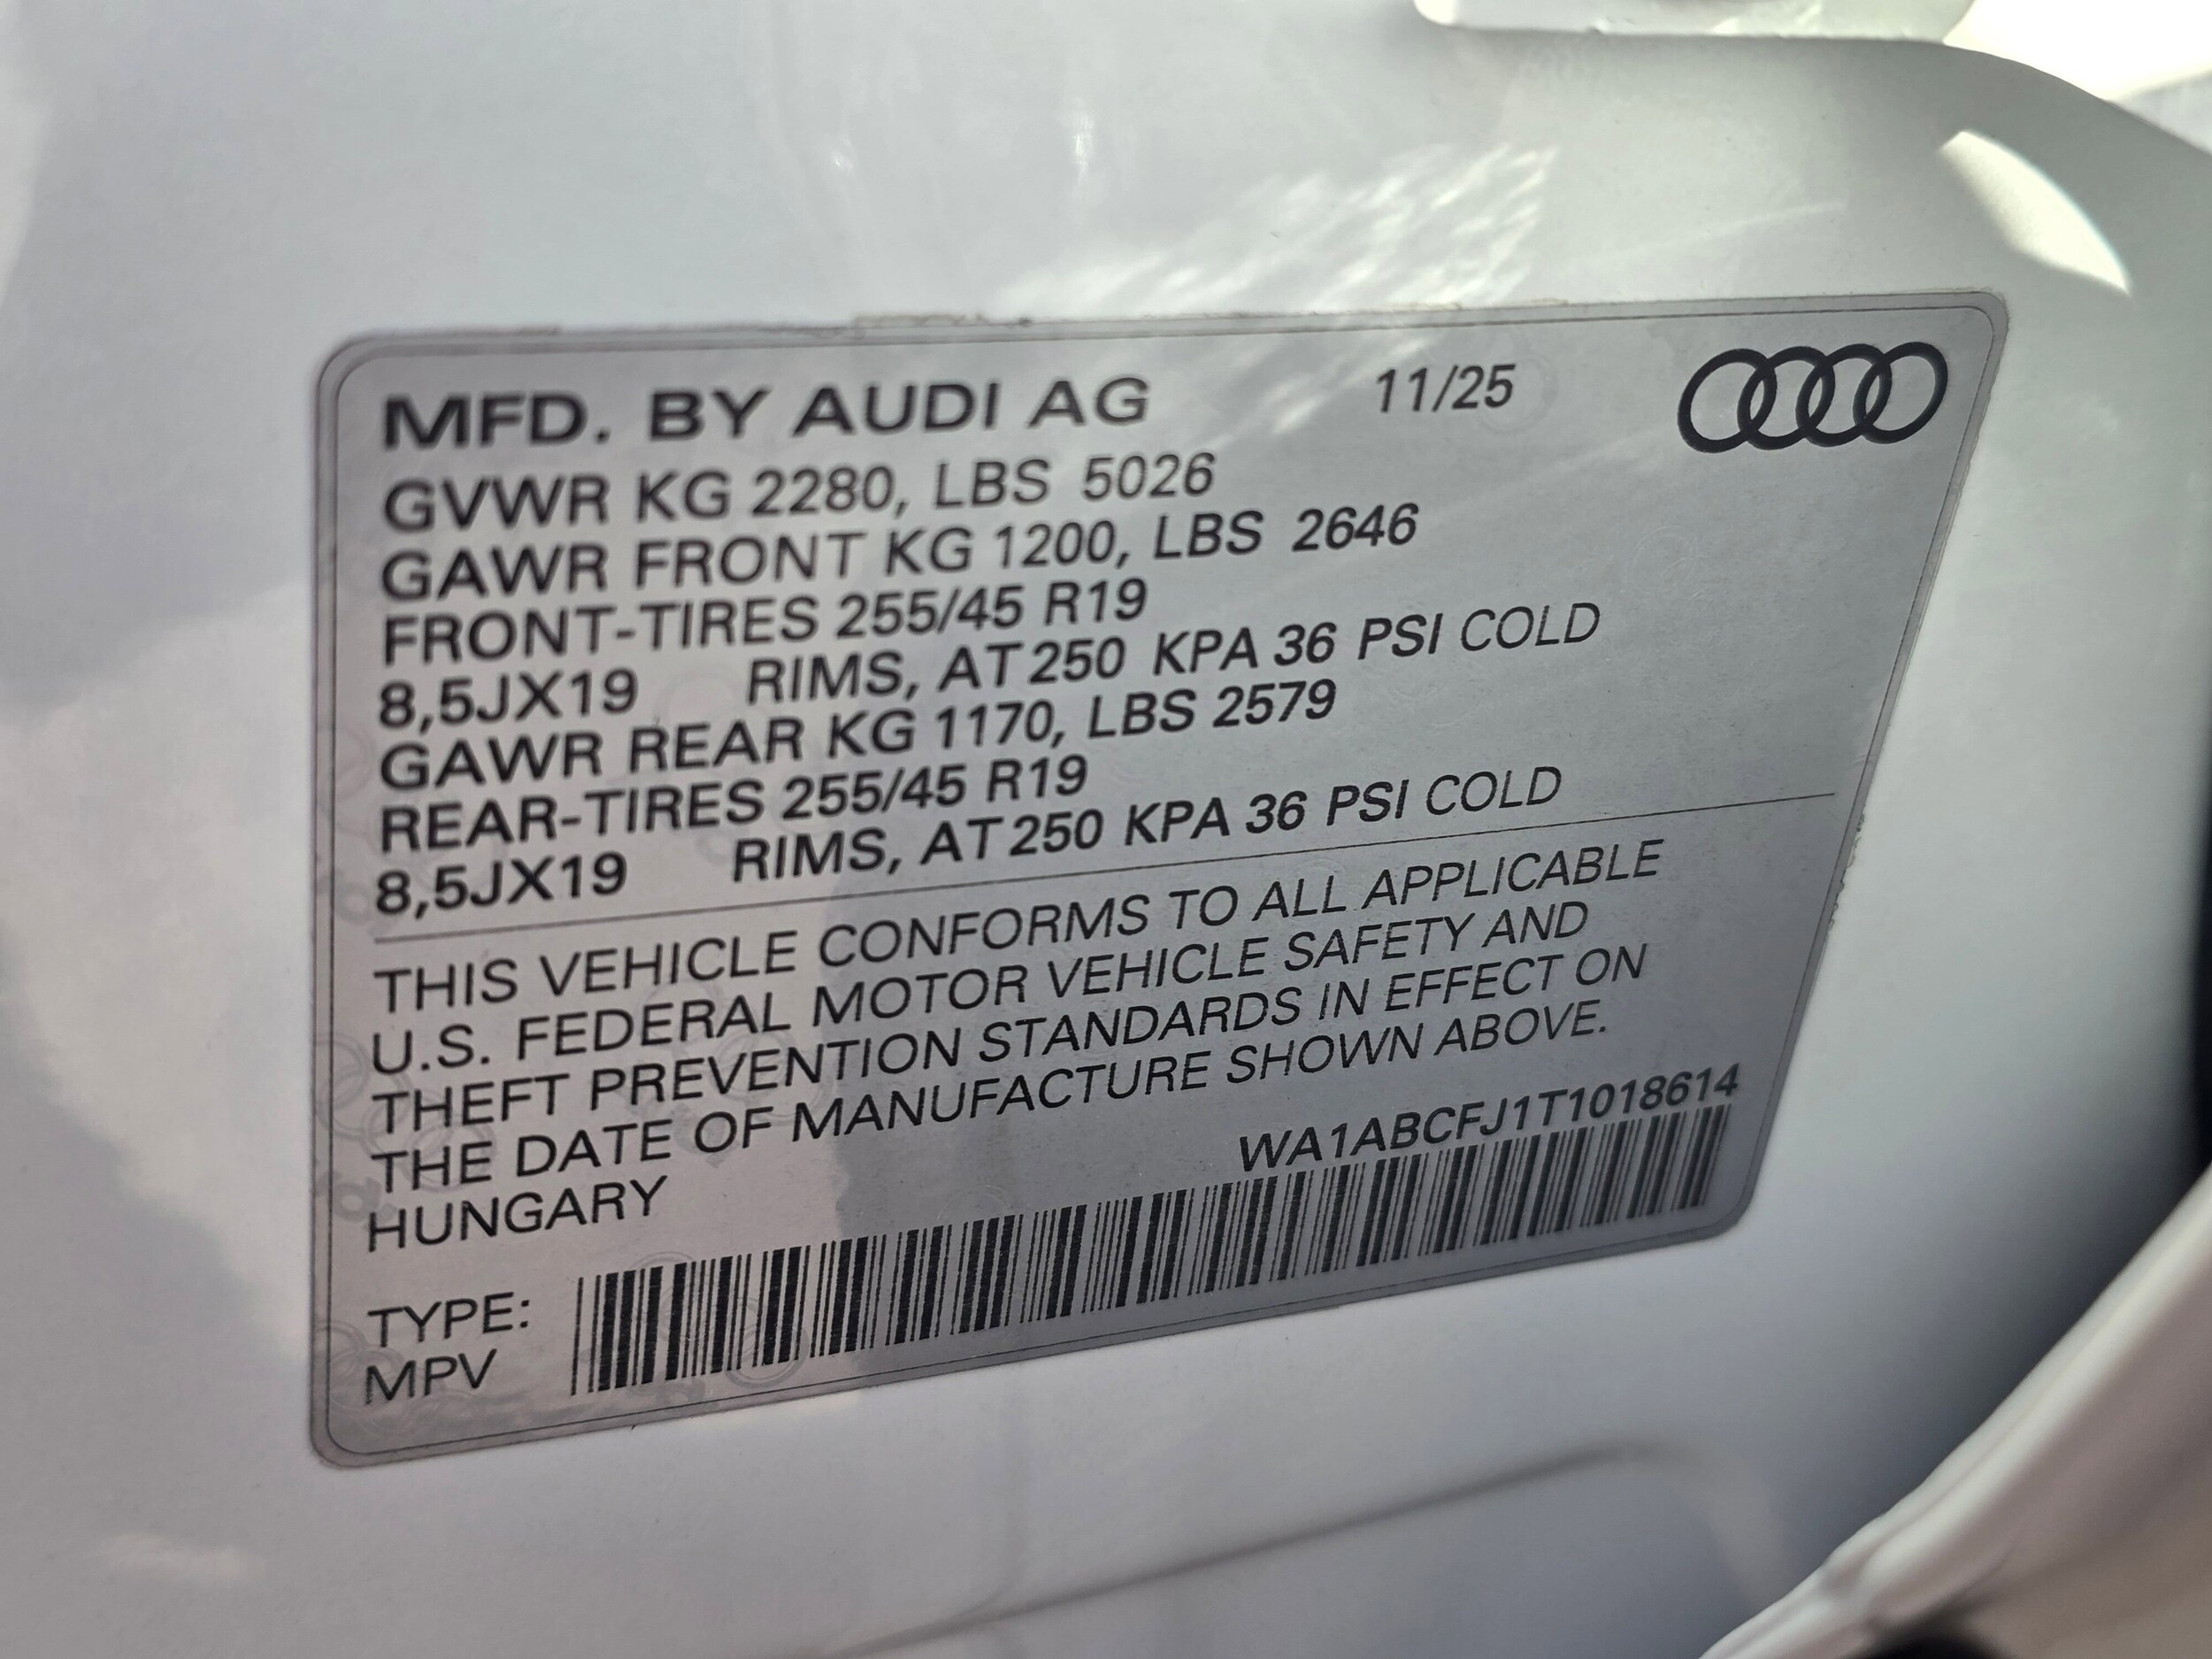 MFD. BY AUDI AG 11/25
GVWR KG 2280, LBS 5026
GAWR FRONT KG 1200, LBS 2646
FRONT-TIRES 255/45 R19
8,5JX19 RIMS, AT 250 KPA 36 PSI COLD
GAWR REAR KG 1170, LBS 2579
REAR-TIRES 255/45 R19
8,5JX19 RIMS, AT 250 KPA 36 PSI COLD
THIS VEHICLE CONFORMS TO ALL APPLICABLE
U.S. FEDERAL MOTOR VEHICLE SAFETY AND
THEFT PREVENTION STANDARDS IN EFFECT ON
THE DATE OF MANUFACTURE SHOWN ABOVE.
HUNGARY WA1ABCFJ1T1018614
TYPE:
MPV